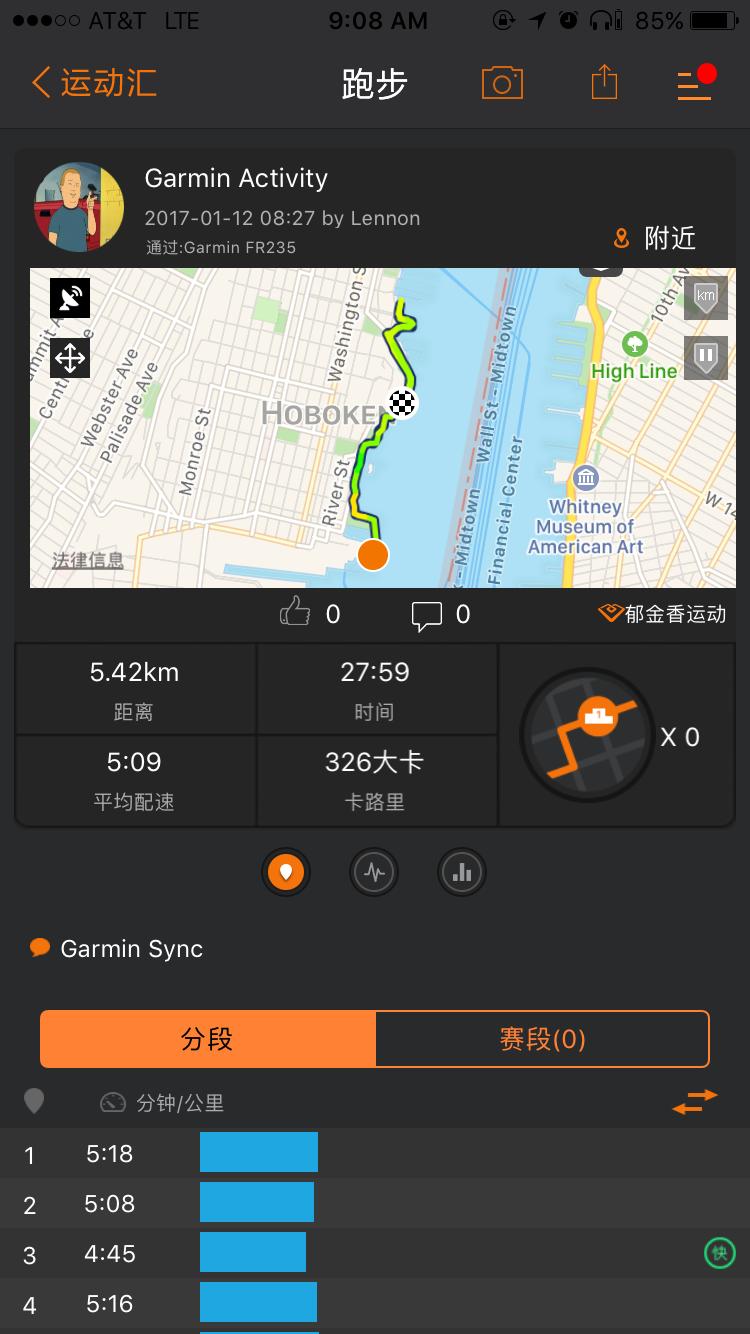 AT&T LTE 9:08 AM 85%
运动汇 跑步
Garmin Activity
2017-01-12 08:27 by Lennon
通过:Garmin FR235
附近
km
Washington S
10th Av
Webster Ave
Palisade Ave
Monroe St
River St
HOBOKEN
Wall St - Midtown
Midtown
Financial Center
High Line
Whitney
Museum of
American Art
法律信息
0 0 郁金香运动
5.42km 27:59
距离 时间
X 0
5:09 326大卡
平均配速 卡路里
Garmin Sync
分段 赛段(0)
分钟/公里
1 5:18
2 5:08
3 4:45 快
4 5:16